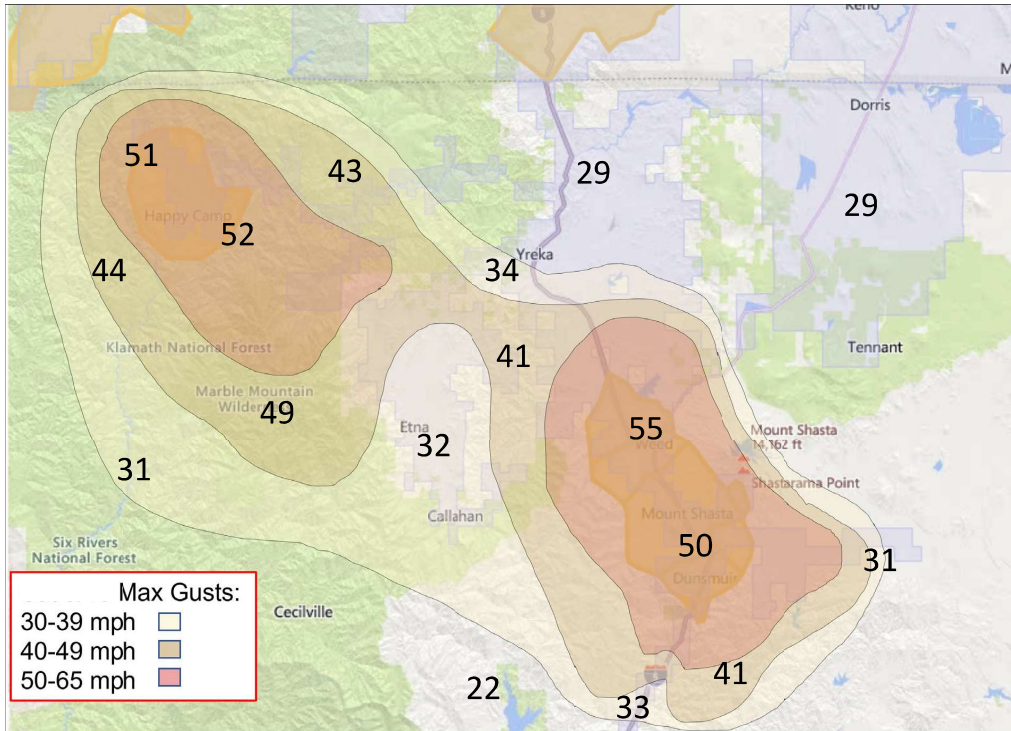 Keno
5
M
Dorris
51
43
29
Happy Camp
29
52
Yreka
44
34
Klamath National Forest
41
Tennant
Marble Mountain
49
Etna
32
55
Weed
Mount Shasta
14,162 ft
31
Shastarama Point
Callahan
Mount Shasta
Six Rivers
National Forest
50
31
Dunsmuir
Cecilville
Max Gusts:
30-39 mph
40-49 mph
50-65 mph
22
41
33